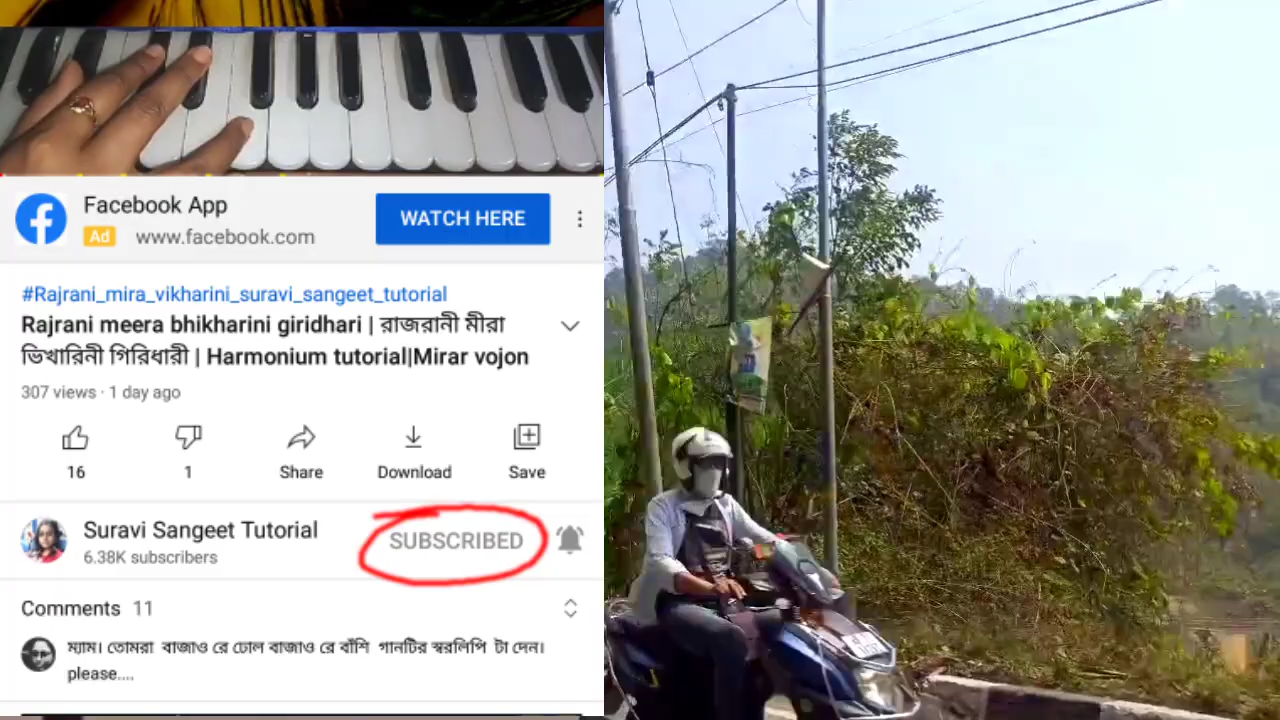 Facebook App
WATCH HERE
Ad www.facebook.com
#Rajrani_mira_vikharini_suravi_sangeet_tutorial
Rajrani meera bhikharini giridhari | রাজরানী মীরা
ভিখারিনী গিরিধারী | Harmonium tutorial|Mirar vojon
307 views · 1 day ago
16
1
Share
Download
Save
Suravi Sangeet Tutorial
6.38K subscribers
SUBSCRIBED
Comments 11
ম্যাম। তোমরা বাজাও রে ঢোল বাজাও রে বাঁশি গানটির স্বরলিপি টা দেন।
please....